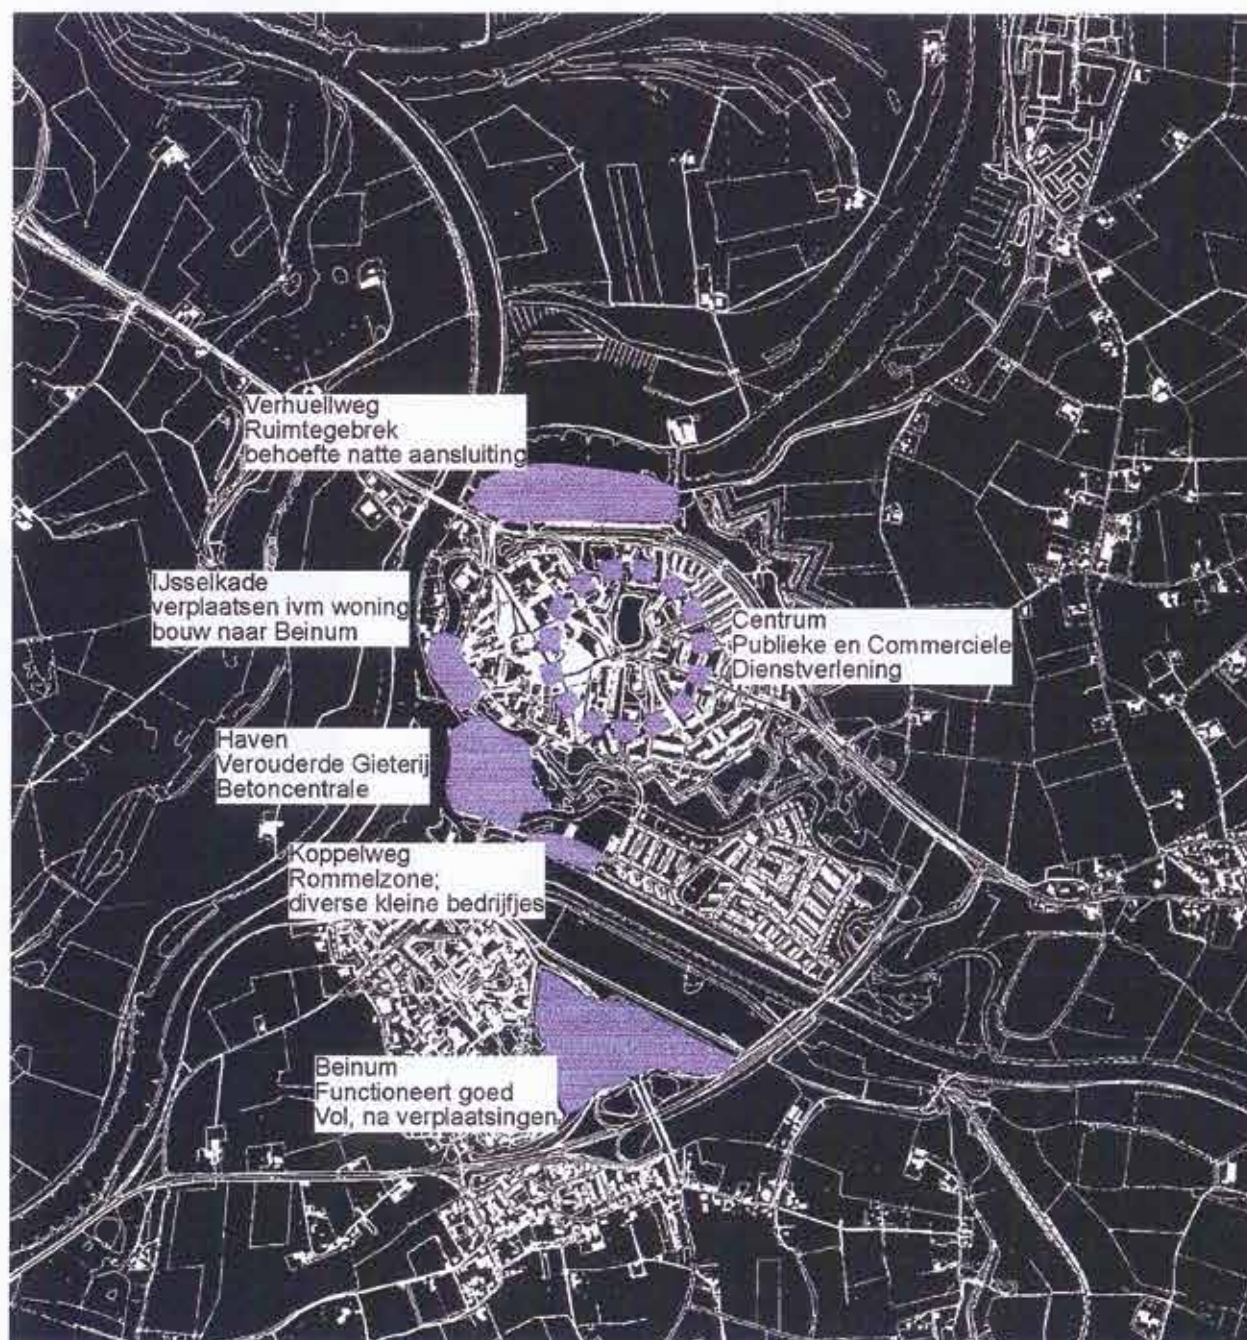 Verhuellweg
Ruimtegebrek
behoefte natte aansluiting
IJsselkade
verplaatsen ivm woning
bouw naar Beinum
Centrum
Publieke en Commerciele
Dienstverlening
Haven
Verouderde Gieterij
Betoncentrale
Koppelweg
Rommelzone;
diverse kleine bedrijfjes
Beinum
Functioneert goed
Vol, na verplaatsingen